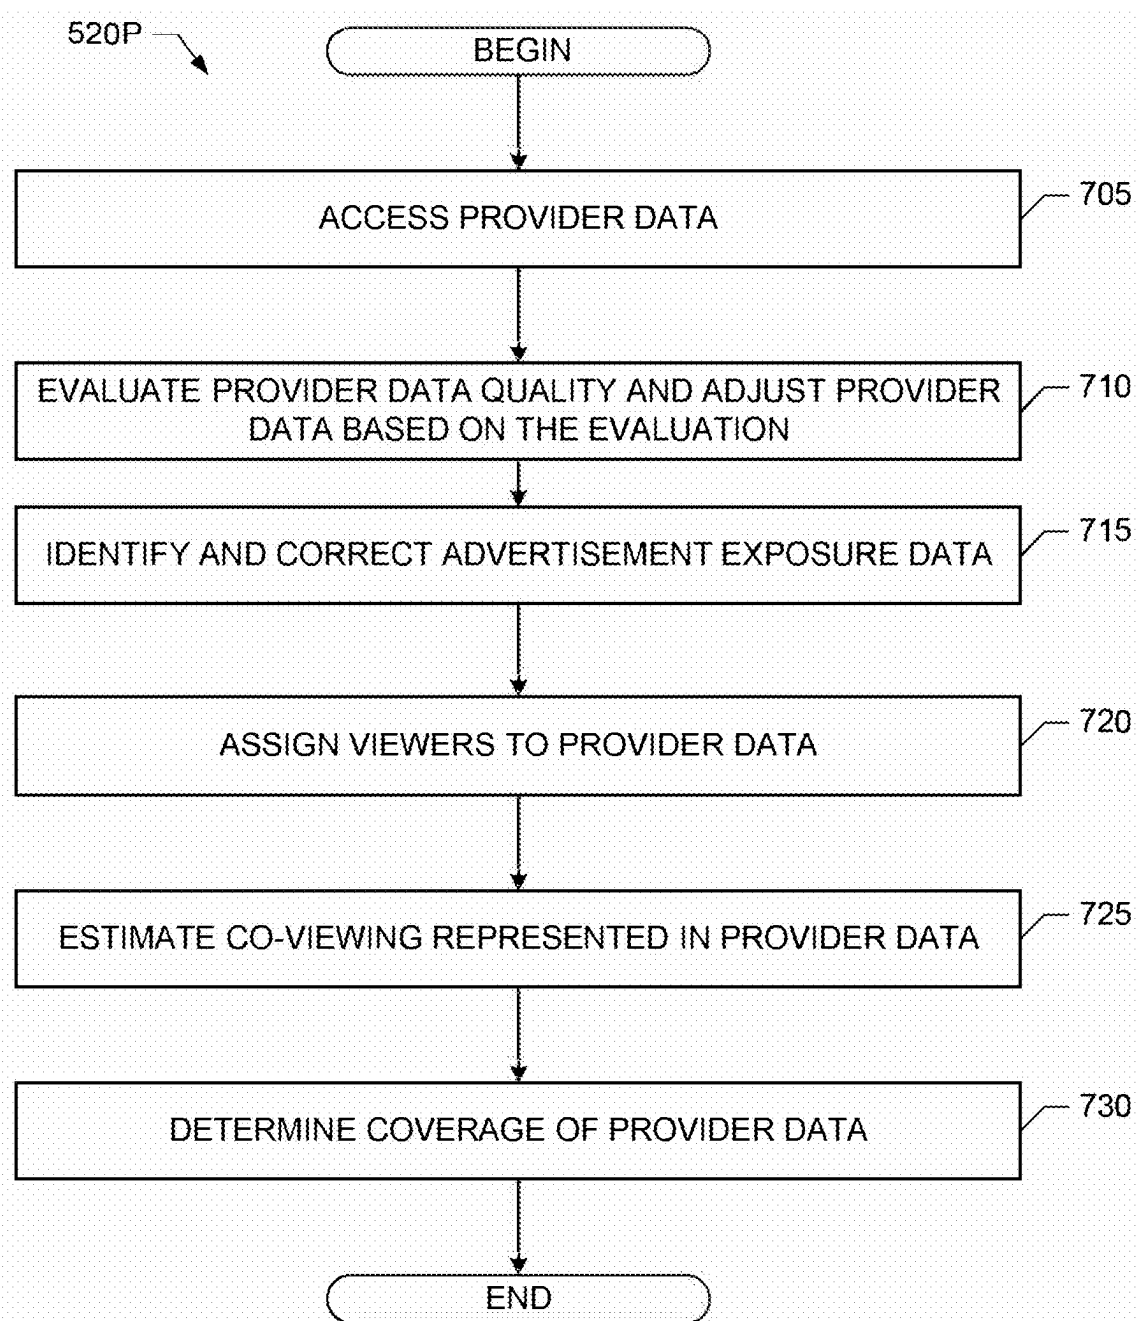 520P
BEGIN
ACCESS PROVIDER DATA
705
EVALUATE PROVIDER DATA QUALITY AND ADJUST PROVIDER
DATA BASED ON THE EVALUATION
710
IDENTIFY AND CORRECT ADVERTISEMENT EXPOSURE DATA
715
ASSIGN VIEWERS TO PROVIDER DATA
720
ESTIMATE CO-VIEWING REPRESENTED IN PROVIDER DATA
725
DETERMINE COVERAGE OF PROVIDER DATA
730
END